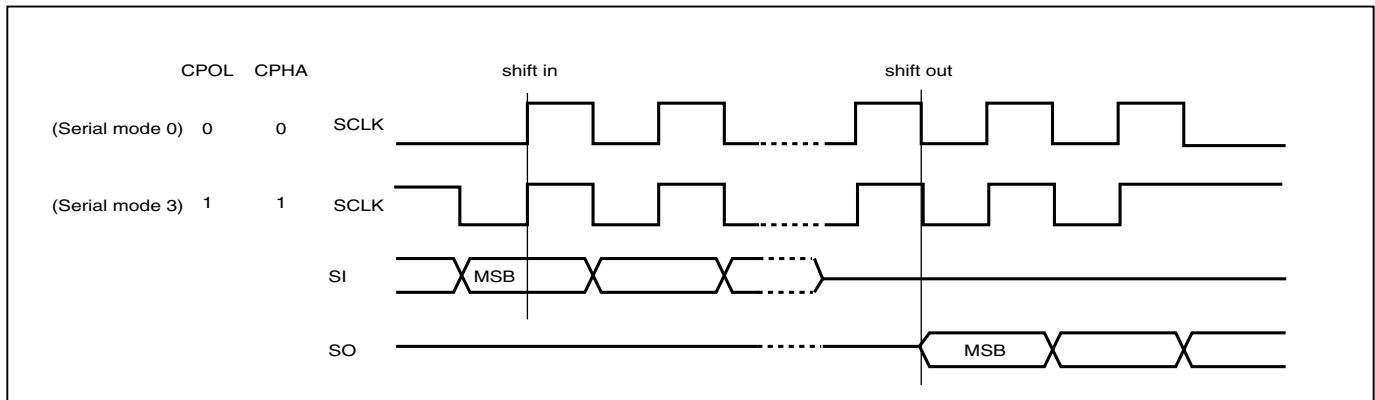 CPOL CPHA shift in shift out
(Serial mode 0) 0 0 SCLK
(Serial mode 3) 1 1 SCLK
SI MSB
SO MSB